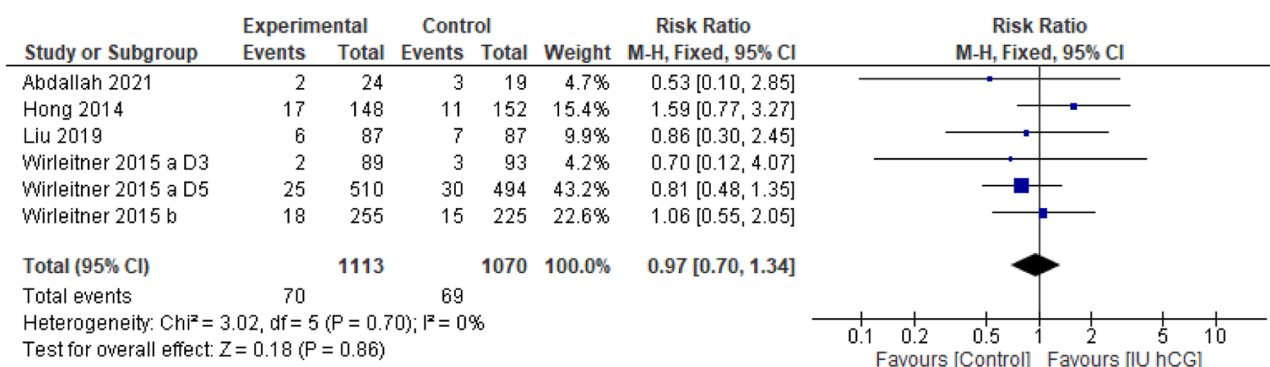 Experimental Control Risk Ratio Risk Ratio
Study or Subgroup Events Total Events Total Weight M-H, Fixed, 95% CI M-H, Fixed, 95% CI
Abdallah 2021 2 24 3 19 4.7% 0.53 [0.10, 2.85]
Hong 2014 17 148 11 152 15.4% 1.59 [0.77, 3.27]
Liu 2019 6 87 7 87 9.9% 0.86 [0.30, 2.45]
Wirleitner 2015 a D3 2 89 3 93 4.2% 0.70 [0.12, 4.07]
Wirleitner 2015 a D5 25 510 30 494 43.2% 0.81 [0.48, 1.35]
Wirleitner 2015 b 18 255 15 225 22.6% 1.06 [0.55, 2.05]
Total (95% CI) 1113 1070 100.0% 0.97 [0.70, 1.34]
Total events 70 69
Heterogeneity: Chi² = 3.02, df = 5 (P = 0.70); I² = 0%
Test for overall effect: Z = 0.18 (P = 0.86)
0.1 0.2 0.5 1 2 5 10
Favours [Control] Favours [IU hCG]